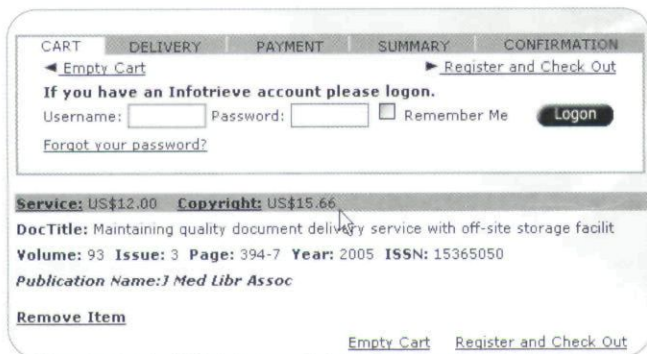 CART DELIVERY PAYMENT SUMMARY CONFIRMATION
◄ Empty Cart ► Register and Check Out
If you have an Infotrieve account please logon.
Username: Password: Remember Me Logon
Forgot your password?
Service: US$12.00 Copyright: US$15.66
DocTitle: Maintaining quality document delivery service with off-site storage facilit
Volume: 93 Issue: 3 Page: 394-7 Year: 2005 ISSN: 15365050
Publication Name:J Med Libr Assoc
Remove Item
Empty Cart Register and Check Out